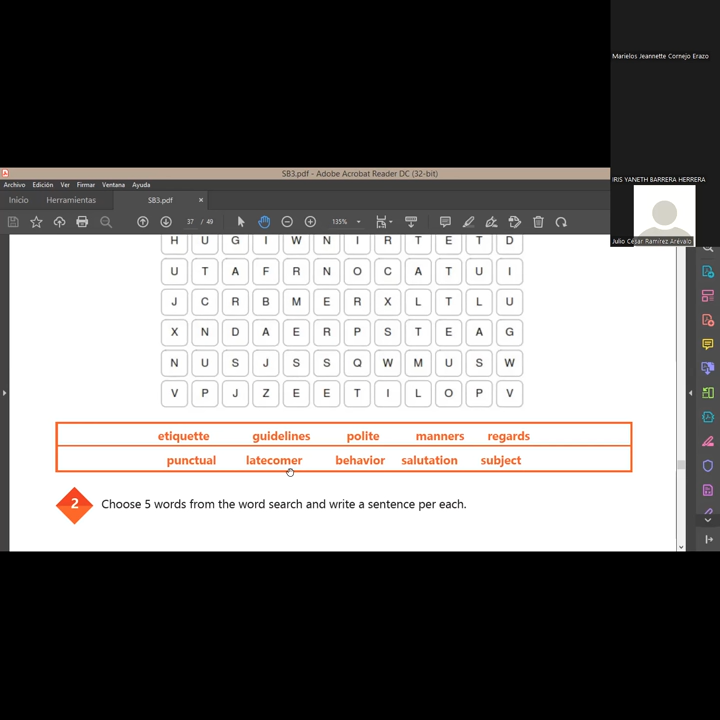 Marielos Jeannette Cornejo Erazo
SB3.pdf - Adobe Acrobat Reader DC (32-bit)
IRIS YANETH BARRERA HERRERA
Archivo Edición Ver Firmar Ventana Ayuda
Inicio Herramientas SB3.pdf ×
37 / 49 135%
Julio César Ramírez Arévalo
H U G I W N I R T E T D
U T A F R N O C A T U I
J C R B M E R X L T L U
X N D A E R P S T E A G
N U S J S S Q W M U S W
V P J Z E E T I L O P V
etiquette guidelines polite manners regards
punctual latecomer behavior salutation subject
2 Choose 5 words from the word search and write a sentence per each.